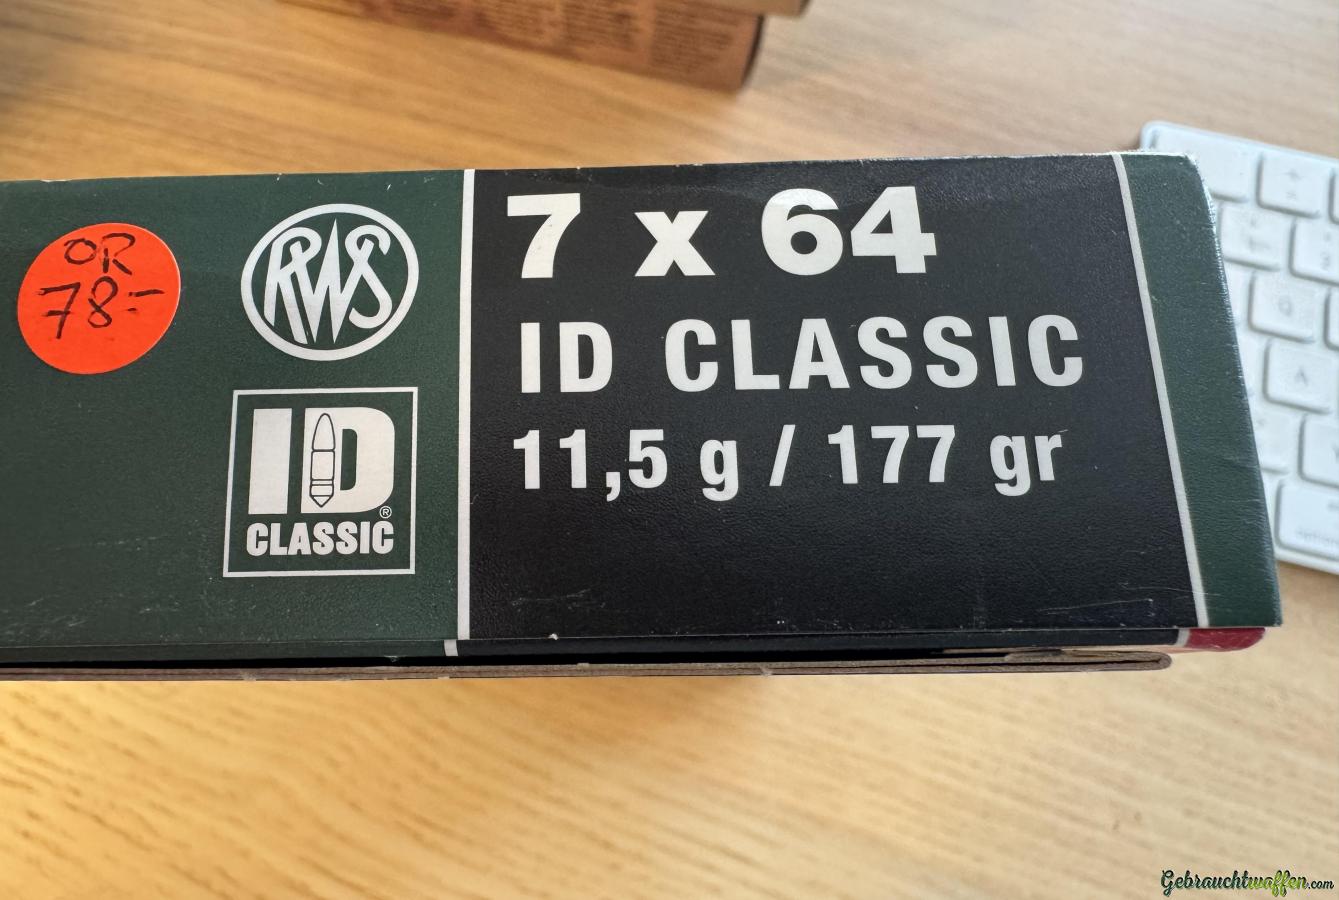 OR
78.-
RWS
ID
CLASSIC
®
7 x 64
ID CLASSIC
11,5 g / 177 gr
Gebrauchtwaffen.com